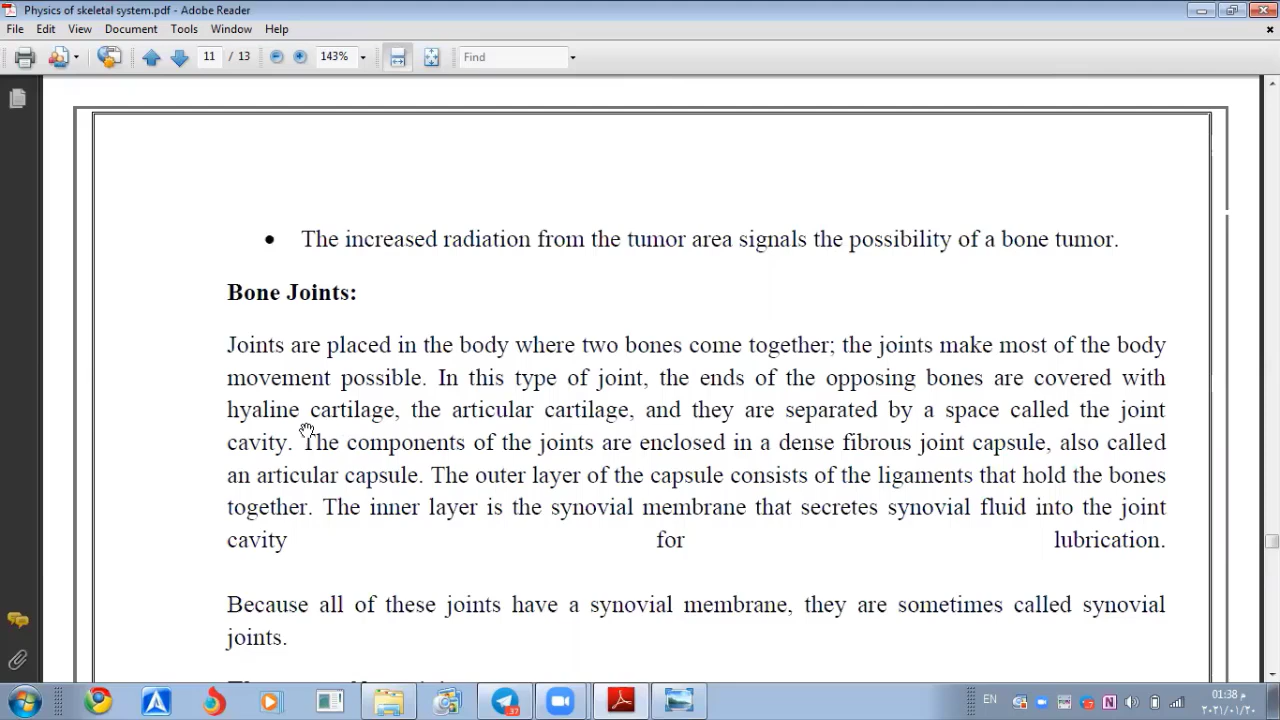 Physics of skeletal system.pdf - Adobe Reader
File Edit View Document Tools Window Help
11 / 13 143% Find
• The increased radiation from the tumor area signals the possibility of a bone tumor.
Bone Joints:
Joints are placed in the body where two bones come together; the joints make most of the body
movement possible. In this type of joint, the ends of the opposing bones are covered with
hyaline cartilage, the articular cartilage, and they are separated by a space called the joint
cavity. The components of the joints are enclosed in a dense fibrous joint capsule, also called
an articular capsule. The outer layer of the capsule consists of the ligaments that hold the bones
together. The inner layer is the synovial membrane that secretes synovial fluid into the joint
cavity for lubrication.
Because all of these joints have a synovial membrane, they are sometimes called synovial
joints.
37
EN
01:38 م
٢٠٢١/٠١/٢٠